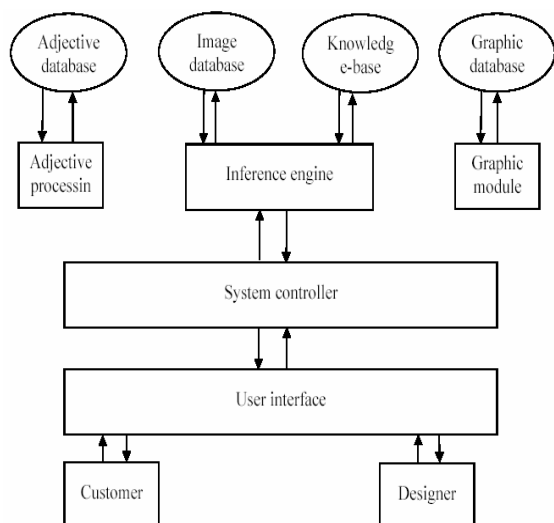 Adjective
database
Image
database
Knowledg
e-base
Graphic
database
Adjective
processin
Inference engine
Graphic
module
System controller
User interface
Customer
Designer